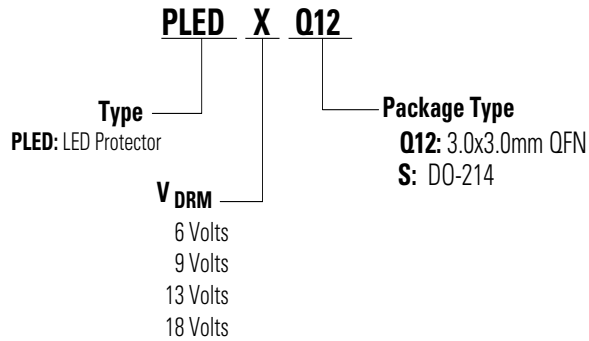 PLED X Q12
Type
PLED: LED Protector
Package Type
Q12: 3.0x3.0mm QFN
S: DO-214
V DRM
6 Volts
9 Volts
13 Volts
18 Volts